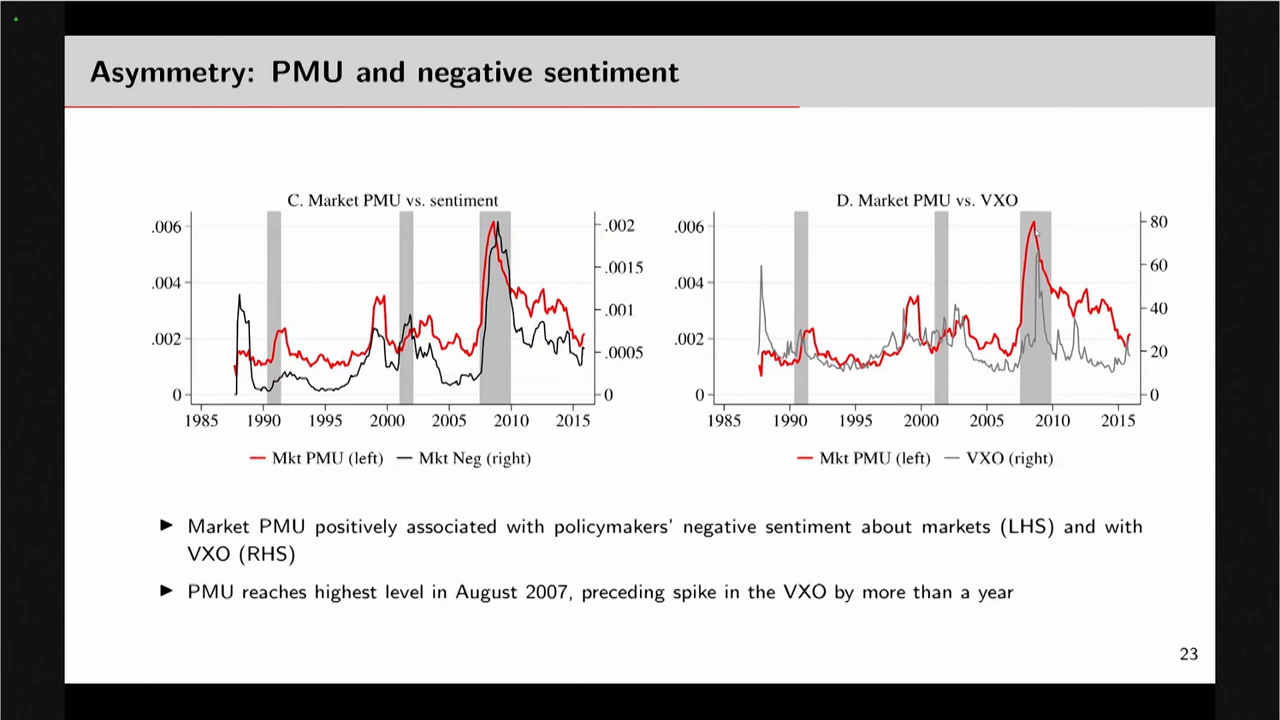 Asymmetry: PMU and negative sentiment
C. Market PMU vs. sentiment
.006
.004
.002
0
.002
.0015
.001
.0005
0
1985 1990 1995 2000 2005 2010 2015
Mkt PMU (left) Mkt Neg (right)
D. Market PMU vs. VXO
.006
.004
.002
0
80
60
40
20
0
1985 1990 1995 2000 2005 2010 2015
Mkt PMU (left) VXO (right)
▶ Market PMU positively associated with policymakers' negative sentiment about markets (LHS) and with
VXO (RHS)
▶ PMU reaches highest level in August 2007, preceding spike in the VXO by more than a year
23